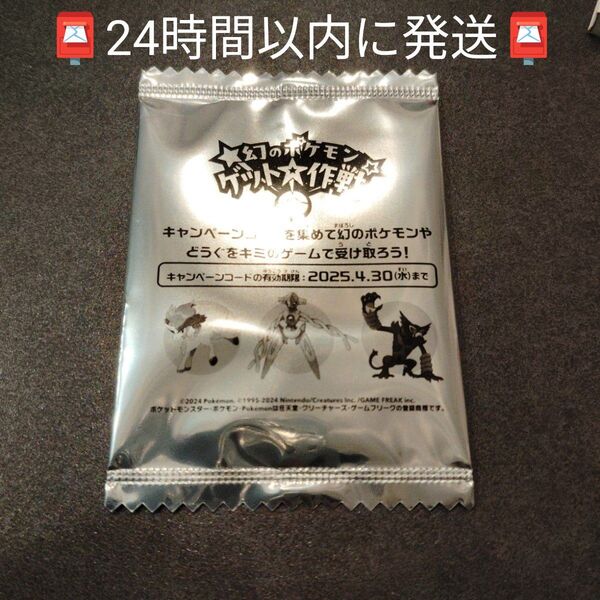 📮24時間以内に発送📮
幻のポケモン
ゲット★作戦
キャンペーンコ を集めて幻のポケモンや
どうぐをキミのゲームで受け取ろう!
キャンペーンコードの有効期限:2025.4.30(水)まで
©2024 Pokémon. ©1995-2024 Nintendo/Creatures Inc. /GAME FREAK inc.
ポケットモンスター・ポケモン・Pokémonは任天堂・クリーチャーズ・ゲームフリークの登録商標です。